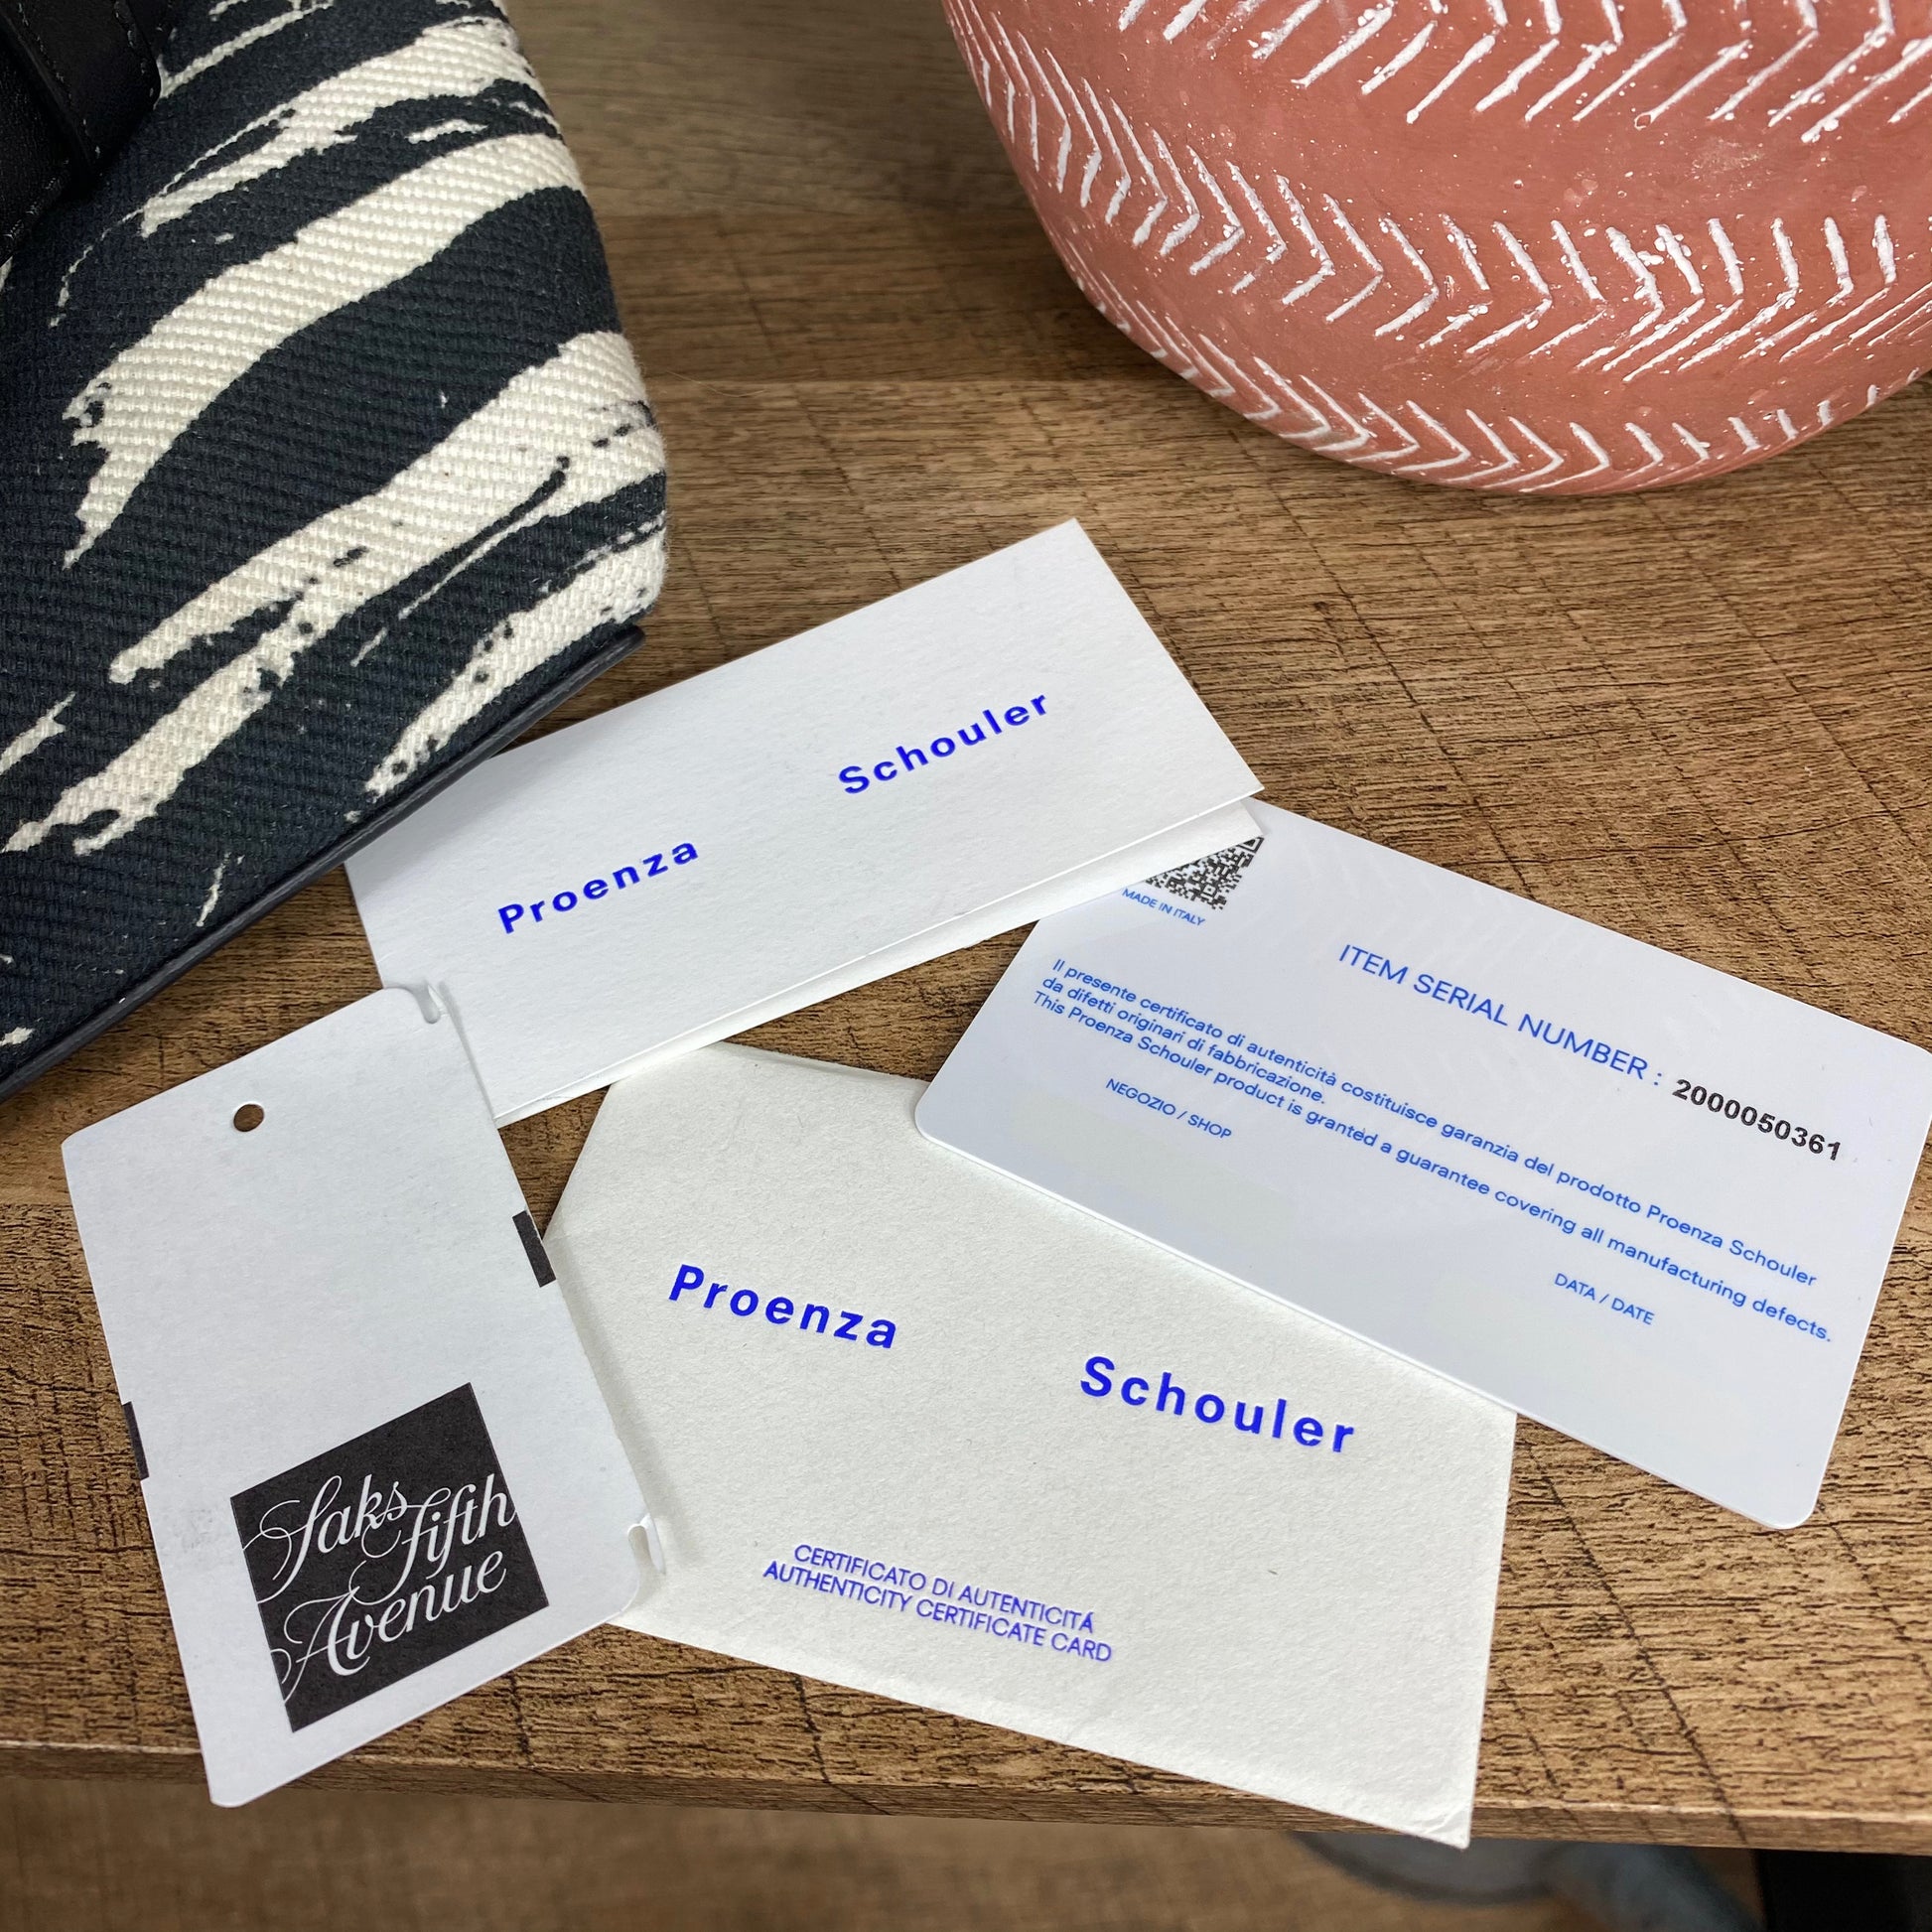 Proenza Schouler
MADE IN ITALY
ITEM SERIAL NUMBER : 2000050361
Il presente certificato di autenticità costituisce garanzia del prodotto Proenza Schouler
da difetti originari di fabbricazione.
This Proenza Schouler product is granted a guarantee covering all manufacturing defects.
NEGOZIO / SHOP
DATA / DATE
Proenza Schouler
CERTIFICATO DI AUTENTICITÁ
AUTHENTICITY CERTIFICATE CARD
Saks
fifth
Avenue